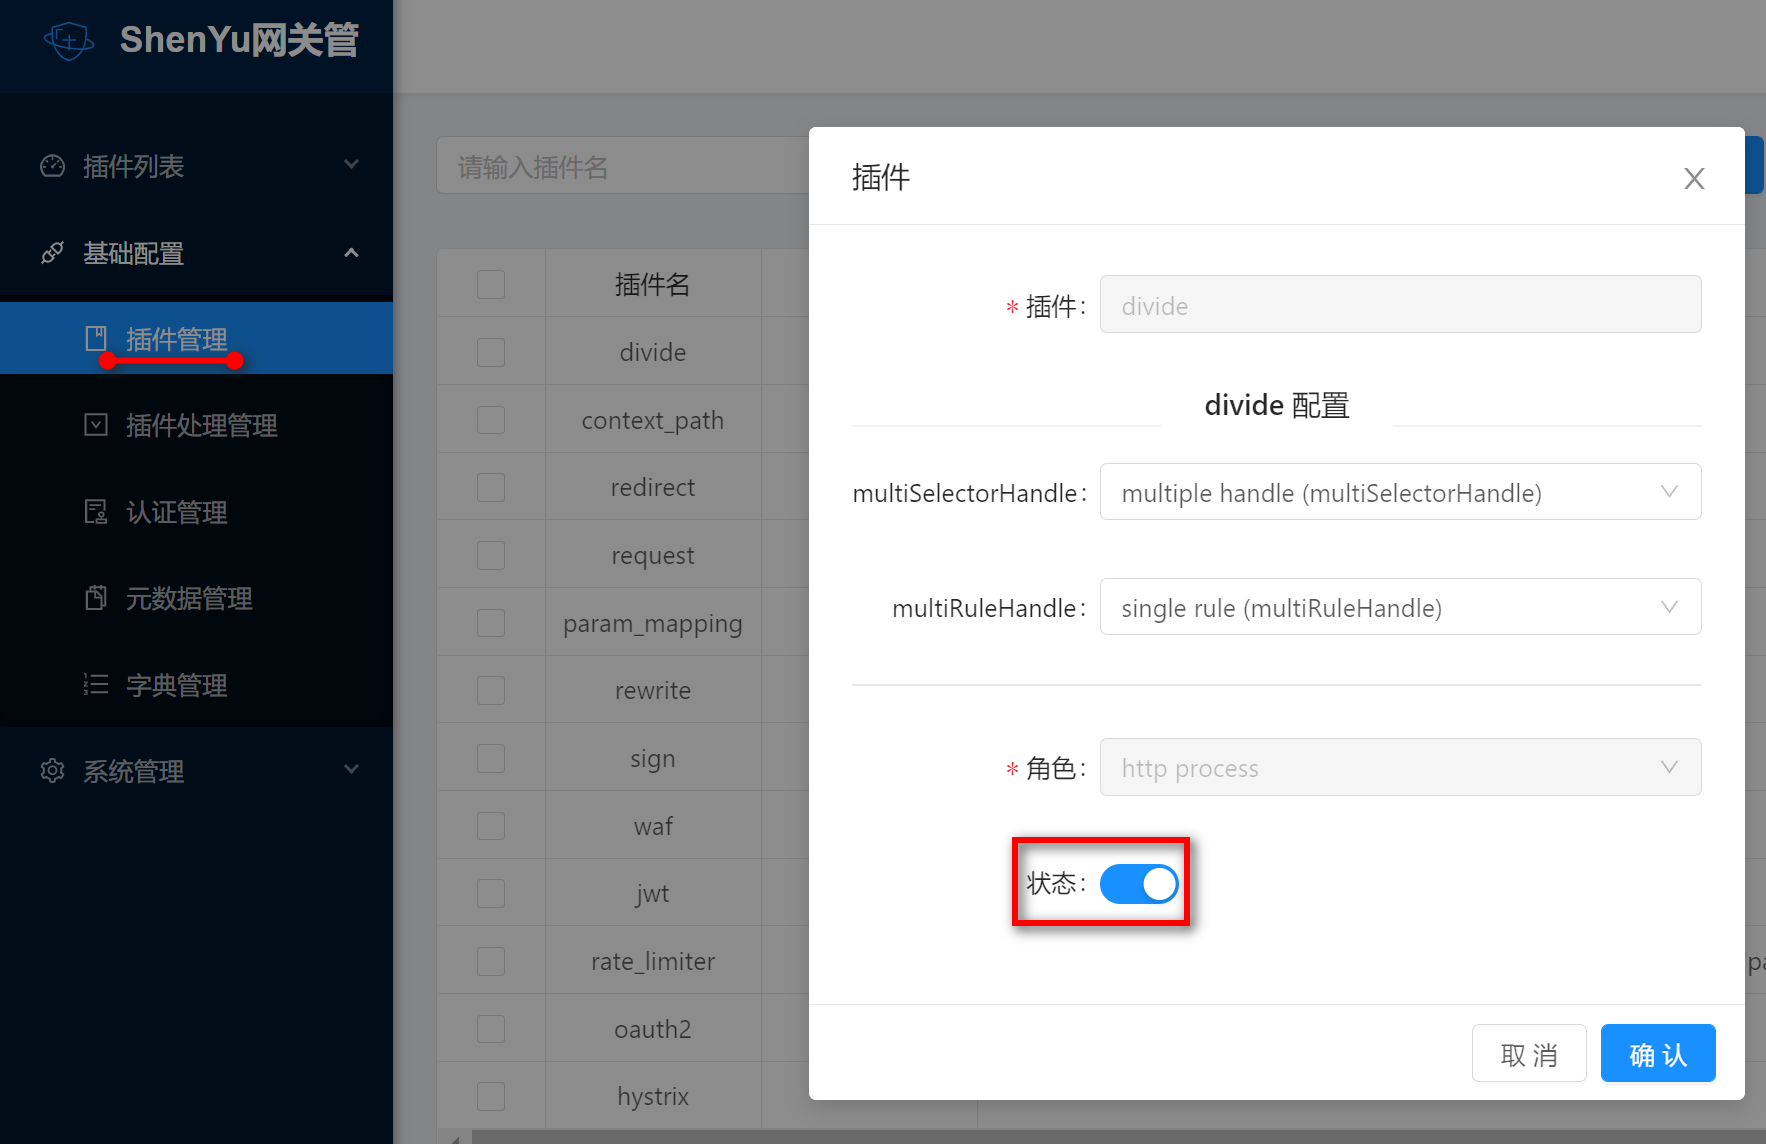 ShenYu网关管
插件列表
基础配置
插件管理
插件处理管理
认证管理
元数据管理
字典管理
系统管理
请输入插件名
插件名
divide
context_path
redirect
request
param_mapping
rewrite
sign
waf
jwt
rate_limiter
oauth2
hystrix
插件
* 插件:
divide
divide 配置
multiSelectorHandle:
multiple handle (multiSelectorHandle)
multiRuleHandle:
single rule (multiRuleHandle)
* 角色:
http process
状态:
取 消
确 认